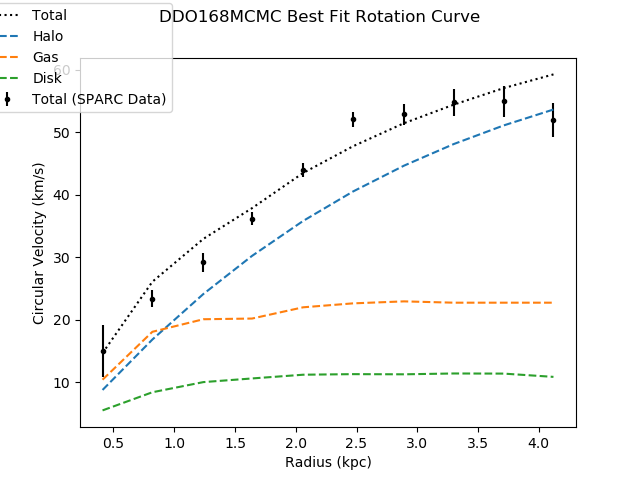 DDO168MCMC Best Fit Rotation Curve
Total
Halo
Gas
Disk
Total (SPARC Data)
60
50
40
30
20
10
Circular Velocity (km/s)
0.5 1.0 1.5 2.0 2.5 3.0 3.5 4.0
Radius (kpc)